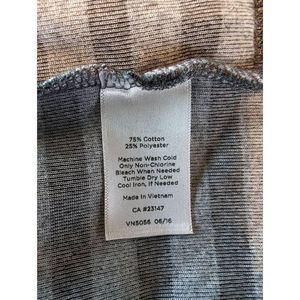 75% Cotton
25% Polyester
Machine Wash Cold
Only Non-Chlorine
Bleach When Needed
Tumble Dry Low
Cool Iron, if Needed
Made in Vietnam
CA #23147
VN5056 06/16